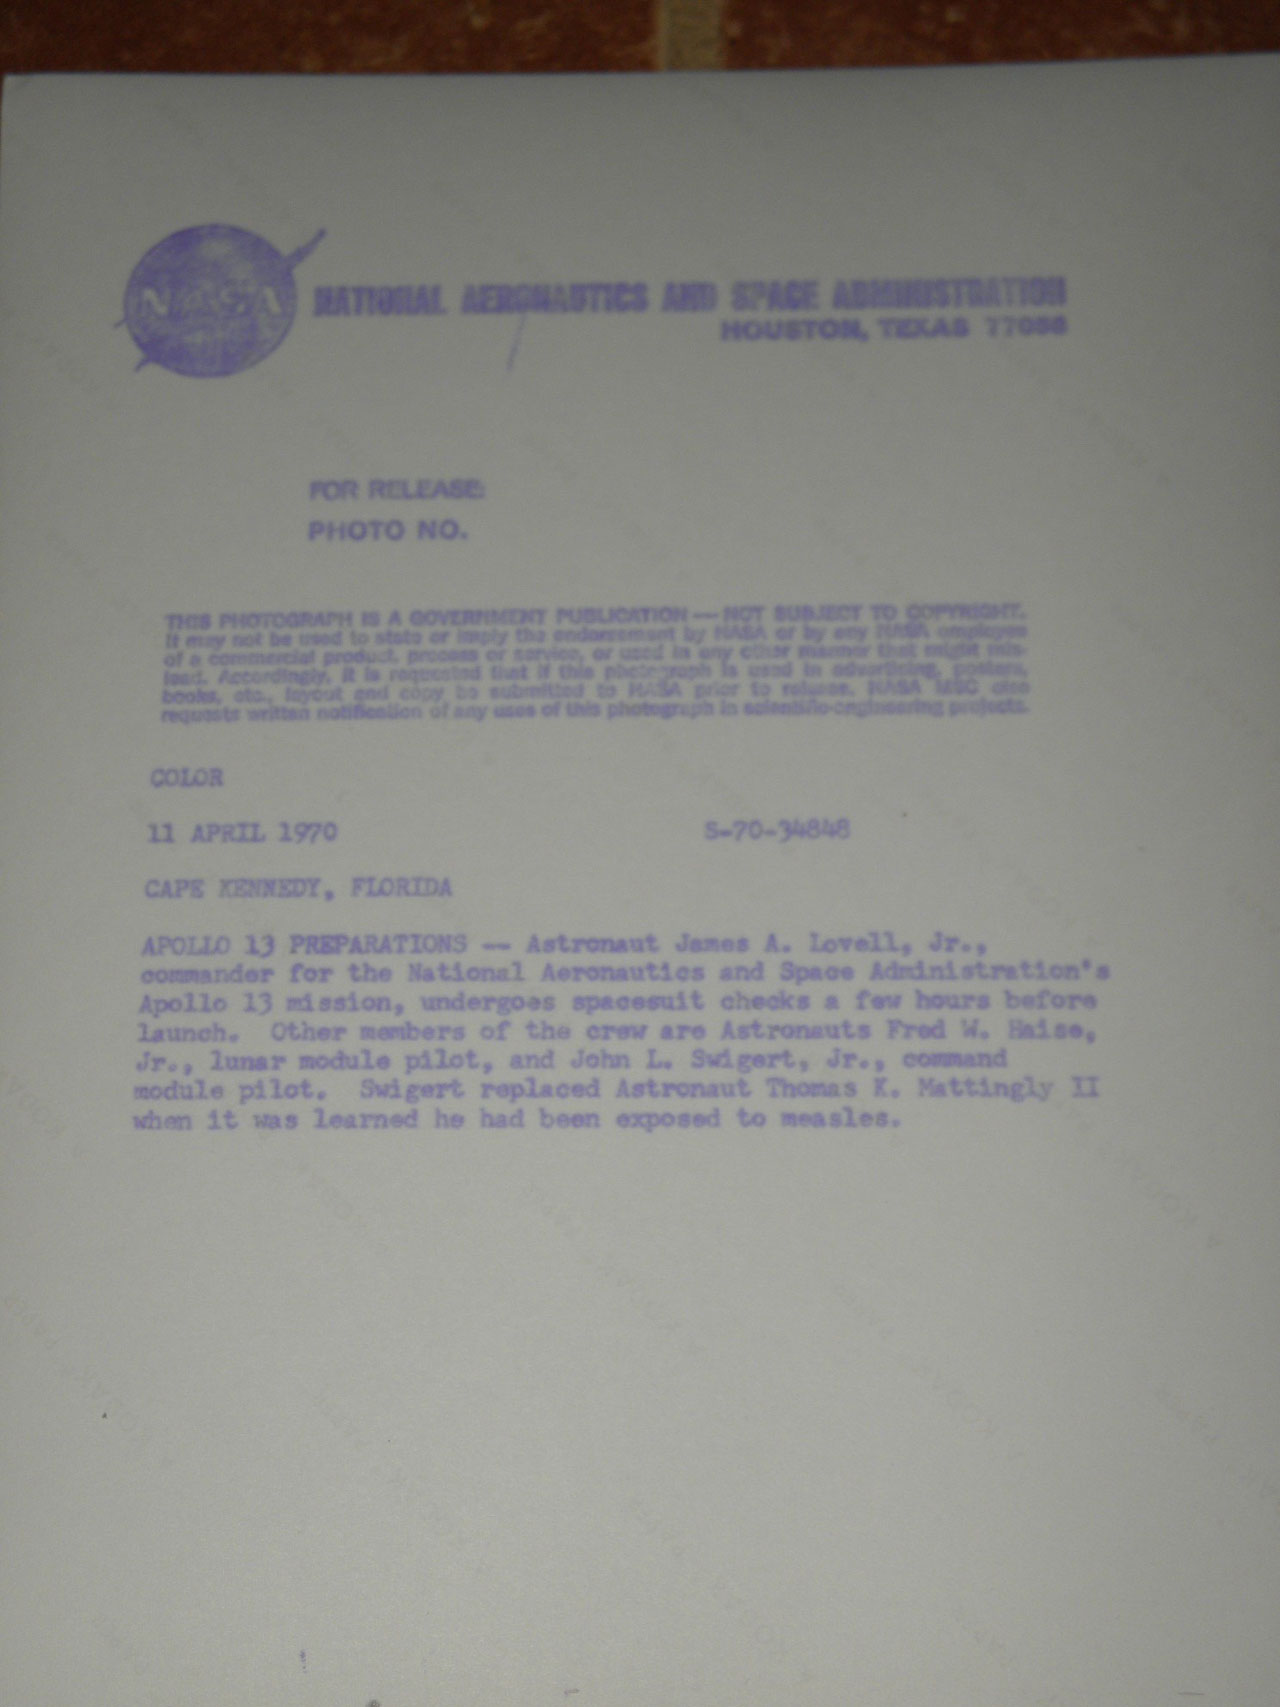 NASA
NATIONAL AERONAUTICS AND SPACE ADMINISTRATION
HOUSTON, TEXAS 77058
FOR RELEASE:
PHOTO NO.
THIS PHOTOGRAPH IS A GOVERNMENT PUBLICATION — NOT SUBJECT TO COPYRIGHT.
It may not be used to state or imply the endorsement by NASA or by any NASA employee
of a commercial product, process or service, or used in any other manner that might mis-
lead. Accordingly, it is requested that if this photograph is used in advertising, posters,
books, etc., layout and copy be submitted to NASA prior to release. NASA MSC also
requests written notification of any uses of this photograph in scientific-engineering projects.
COLOR
11 APRIL 1970 S-70-34848
CAPE KENNEDY, FLORIDA
APOLLO 13 PREPARATIONS -- Astronaut James A. Lovell, Jr.,
commander for the National Aeronautics and Space Administration's
Apollo 13 mission, undergoes spacesuit checks a few hours before
launch. Other members of the crew are Astronauts Fred W. Haise,
Jr., lunar module pilot, and John L. Swigert, Jr., command
module pilot. Swigert replaced Astronaut Thomas K. Mattingly II
when it was learned he had been exposed to measles.